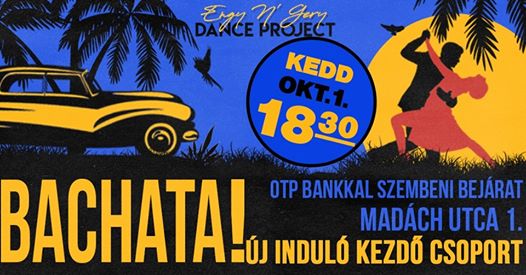 Ergy N' Gery
DANCE PROJECT
KEDD
OKT.1.
18 30
OTP BANKKAL SZEMBENI BEJÁRAT
MADÁCH UTCA 1.
BACHATA!
ÚJ INDULÓ KEZDŐ CSOPORT